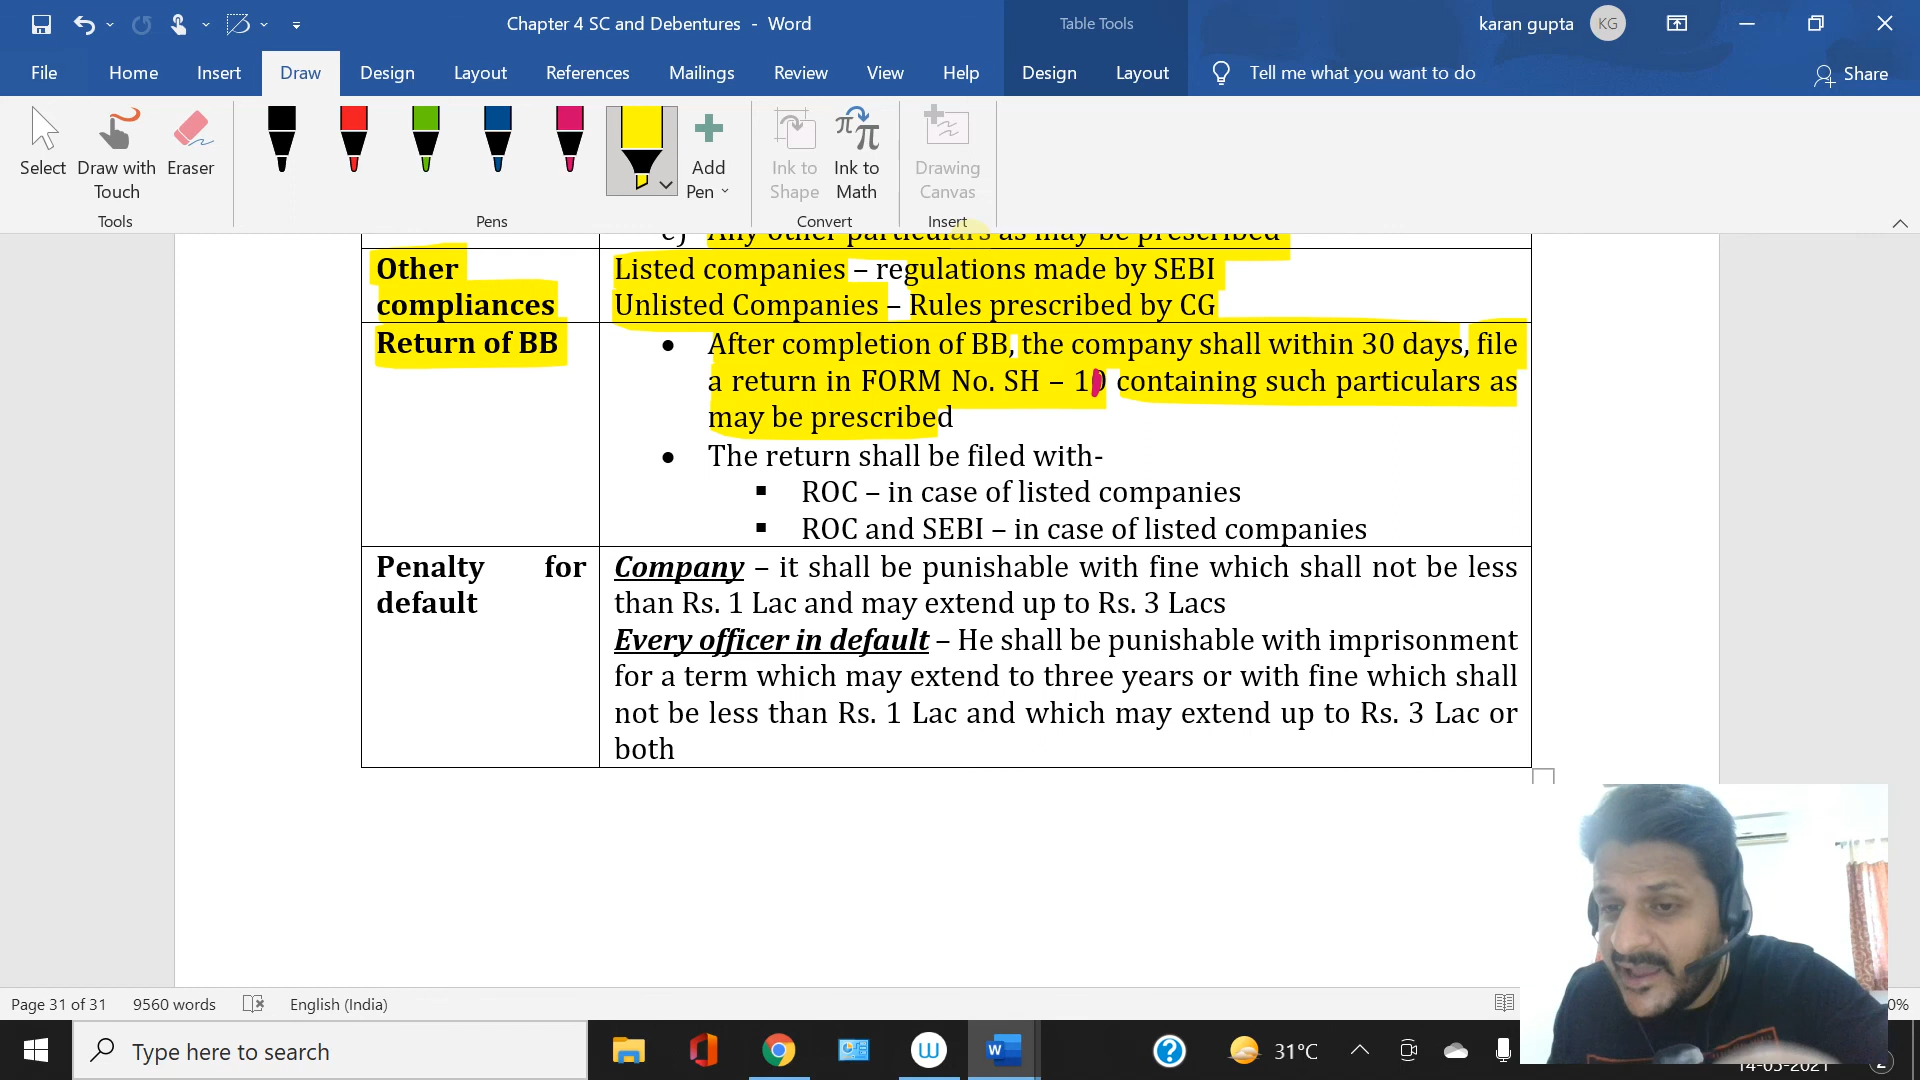 Chapter 4 SC and Debentures - Word
Table Tools
karan gupta KG
File Home Insert Draw Design Layout References Mailings Review View Help Design Layout Tell me what you want to do Share
Select Draw with Touch Eraser Add Pen Ink to Shape Ink to Math Drawing Canvas
Tools Pens Convert Insert
c) Any other particulars as may be prescribed
Other compliances
Listed companies – regulations made by SEBI
Unlisted Companies – Rules prescribed by CG
Return of BB
• After completion of BB, the company shall within 30 days, file
a return in FORM No. SH – 1 containing such particulars as
may be prescribed
• The return shall be filed with-
▪ ROC – in case of listed companies
▪ ROC and SEBI – in case of listed companies
Penalty for default
Company – it shall be punishable with fine which shall not be less
than Rs. 1 Lac and may extend up to Rs. 3 Lacs
Every officer in default – He shall be punishable with imprisonment
for a term which may extend to three years or with fine which shall
not be less than Rs. 1 Lac and which may extend up to Rs. 3 Lac or
both
Page 31 of 31 9560 words English (India) 0%
Type here to search
31°C